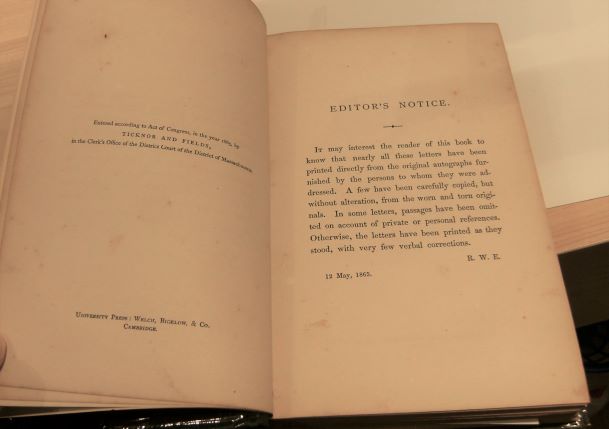 Entered according to Act of Congress, in the year 1865, by
TICKNOR AND FIELDS,
in the Clerk's Office of the District Court of the District of Massachusetts.
University Press: Welch, Bigelow, & Co.
Cambridge.
EDITOR'S NOTICE.
It may interest the reader of this book to
know that nearly all these letters have been
printed directly from the original autographs fur-
nished by the persons to whom they were ad-
dressed. A few have been carefully copied, but
without alteration, from the worn and torn origi-
nals. In some letters, passages have been omit-
ted on account of private or personal references.
Otherwise, the letters have been printed as they
stood, with very few verbal corrections.
R. W. E.
12 May, 1865.